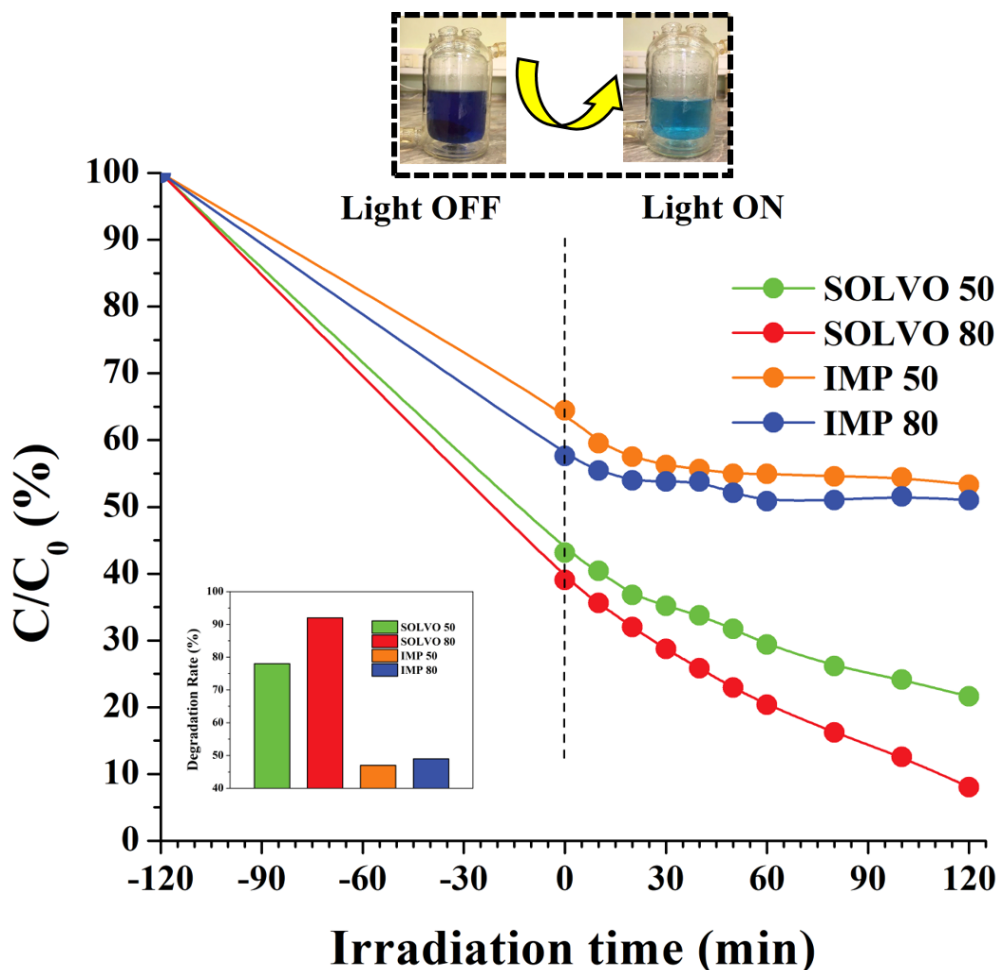 Light OFF
Light ON
100
90
80
70
60
50
40
30
20
10
0
C/C₀ (%)
SOLVO 50
SOLVO 80
IMP 50
IMP 80
100
90
80
70
60
50
40
Degradation Rate (%)
SOLVO 50
SOLVO 80
IMP 50
IMP 80
-120 -90 -60 -30 0 30 60 90 120
Irradiation time (min)